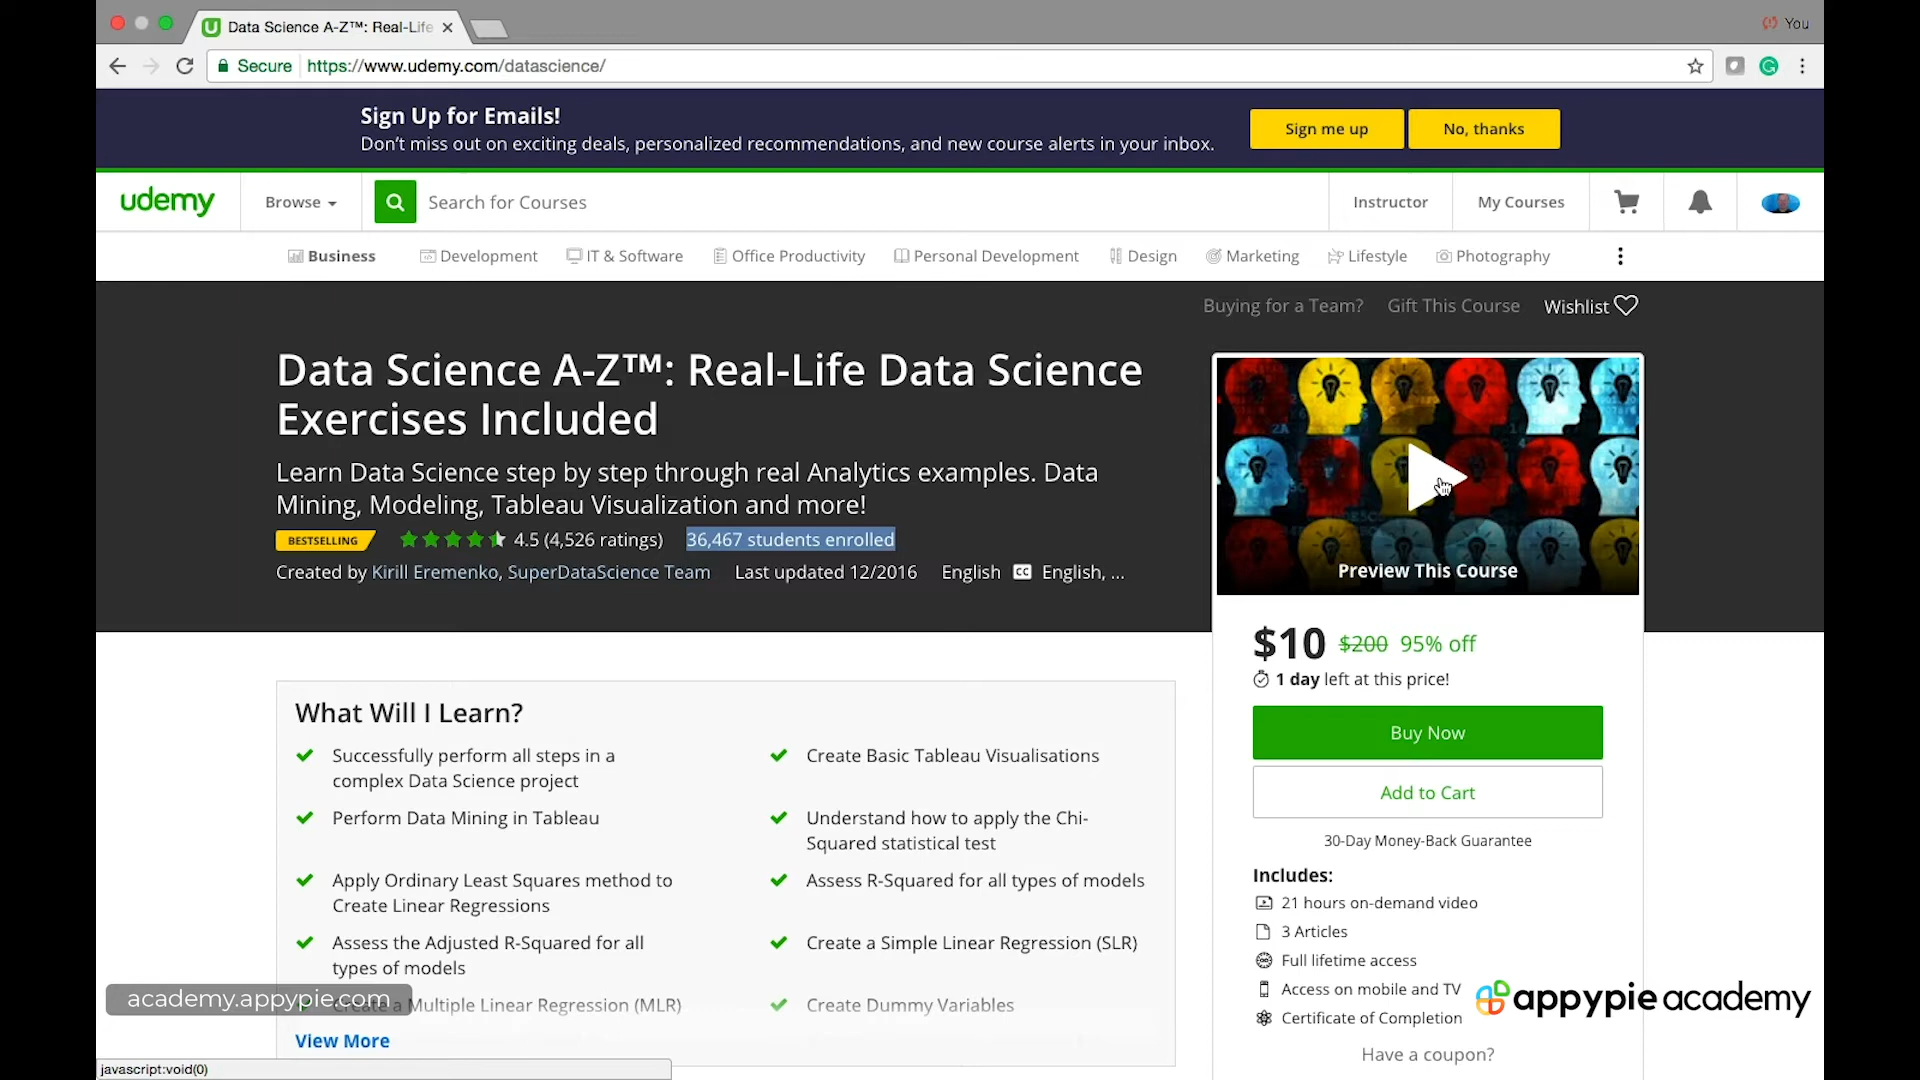 Data Science A-Z™: Real-Life
You
Secure https://www.udemy.com/datascience/
Sign Up for Emails!
Don't miss out on exciting deals, personalized recommendations, and new course alerts in your inbox.
Sign me up
No, thanks
udemy
Browse
Search for Courses
Instructor
My Courses
Business
Development
IT & Software
Office Productivity
Personal Development
Design
Marketing
Lifestyle
Photography
Buying for a Team?
Gift This Course
Wishlist
Data Science A-Z™: Real-Life Data Science
Exercises Included
Learn Data Science step by step through real Analytics examples. Data
Mining, Modeling, Tableau Visualization and more!
BESTSELLING 4.5 (4,526 ratings) 36,467 students enrolled
Created by Kirill Eremenko, SuperDataScience Team Last updated 12/2016 English CC English, ...
Preview This Course
$10 $200 95% off
1 day left at this price!
Buy Now
Add to Cart
30-Day Money-Back Guarantee
Includes:
21 hours on-demand video
3 Articles
Full lifetime access
Access on mobile and TV
Certificate of Completion
Have a coupon?
What Will I Learn?
Successfully perform all steps in a
complex Data Science project
Create Basic Tableau Visualisations
Perform Data Mining in Tableau
Understand how to apply the Chi-
Squared statistical test
Apply Ordinary Least Squares method to
Create Linear Regressions
Assess R-Squared for all types of models
Assess the Adjusted R-Squared for all
types of models
Create a Simple Linear Regression (SLR)
Create a Multiple Linear Regression (MLR)
Create Dummy Variables
View More
academy.appypie.com
appypie academy
javascript:void(0)